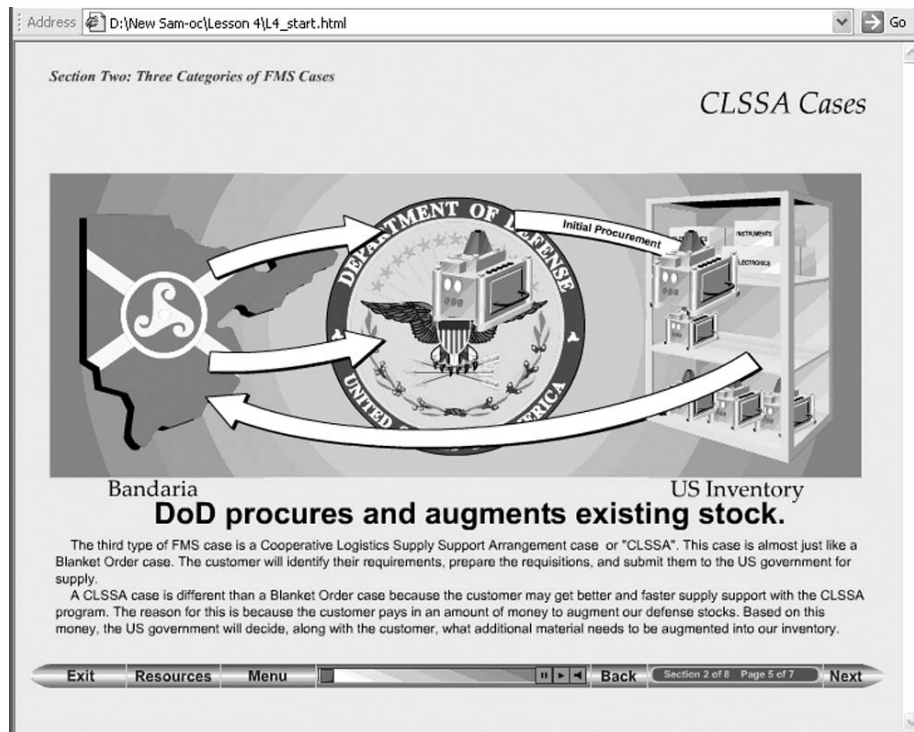 Address D:\New Sam-oc\Lesson 4\L4_start.html Go
Section Two: Three Categories of FMS Cases
CLSSA Cases
DEPARTMENT OF DEFENSE
Initial Procurement
INSTRUMENTS
UNITED
Bandaria
US Inventory
DoD procures and augments existing stock.
The third type of FMS case is a Cooperative Logistics Supply Support Arrangement case or "CLSSA". This case is almost just like a
Blanket Order case. The customer will identify their requirements, prepare the requisitions, and submit them to the US government for
supply.
A CLSSA case is different than a Blanket Order case because the customer may get better and faster supply support with the CLSSA
program. The reason for this is because the customer pays in an amount of money to augment our defense stocks. Based on this
money, the US government will decide, along with the customer, what additional material needs to be augmented into our inventory.
Exit Resources Menu Back Section 2 of 8 Page 5 of 7 Next